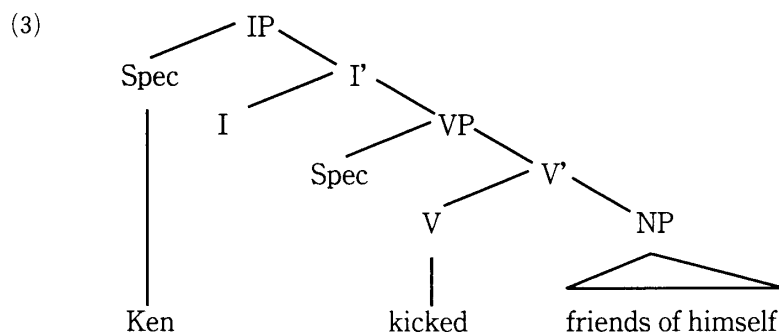 (3)
IP
Spec I'
I VP
Spec V'
V NP
Ken kicked friends of himself